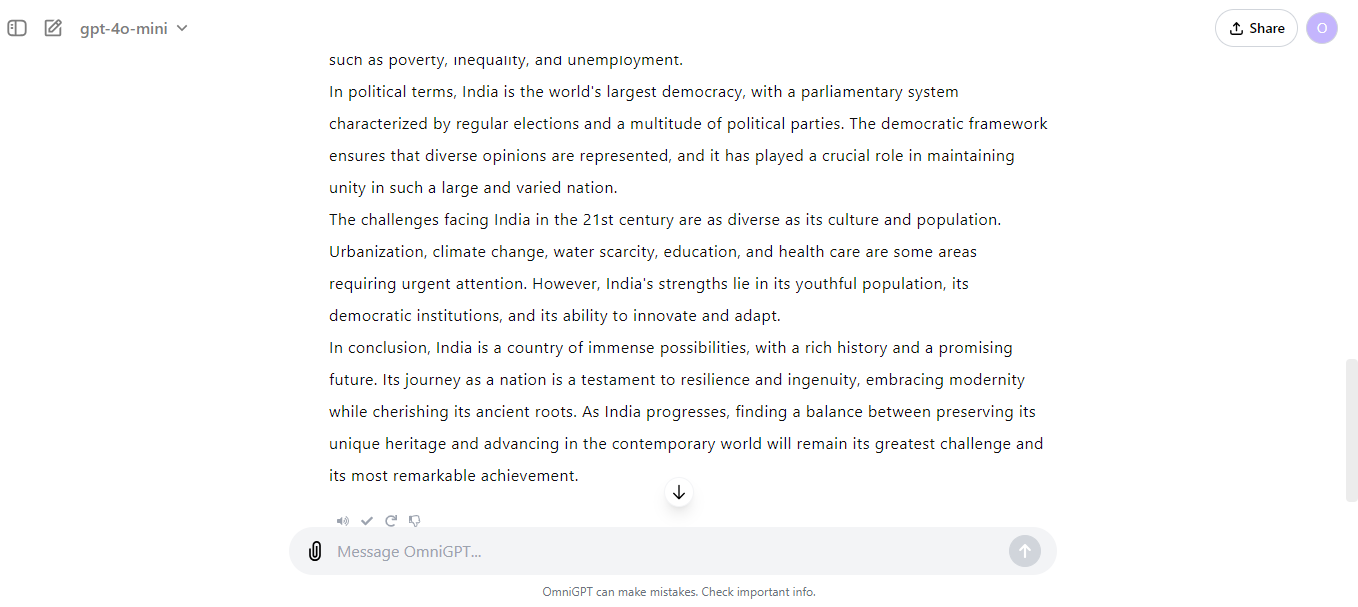 gpt-4o-mini
Share
O
such as poverty, inequality, and unemployment.
In political terms, India is the world's largest democracy, with a parliamentary system
characterized by regular elections and a multitude of political parties. The democratic framework
ensures that diverse opinions are represented, and it has played a crucial role in maintaining
unity in such a large and varied nation.
The challenges facing India in the 21st century are as diverse as its culture and population.
Urbanization, climate change, water scarcity, education, and health care are some areas
requiring urgent attention. However, India's strengths lie in its youthful population, its
democratic institutions, and its ability to innovate and adapt.
In conclusion, India is a country of immense possibilities, with a rich history and a promising
future. Its journey as a nation is a testament to resilience and ingenuity, embracing modernity
while cherishing its ancient roots. As India progresses, finding a balance between preserving its
unique heritage and advancing in the contemporary world will remain its greatest challenge and
its most remarkable achievement.
Message OmniGPT...
OmniGPT can make mistakes. Check important info.